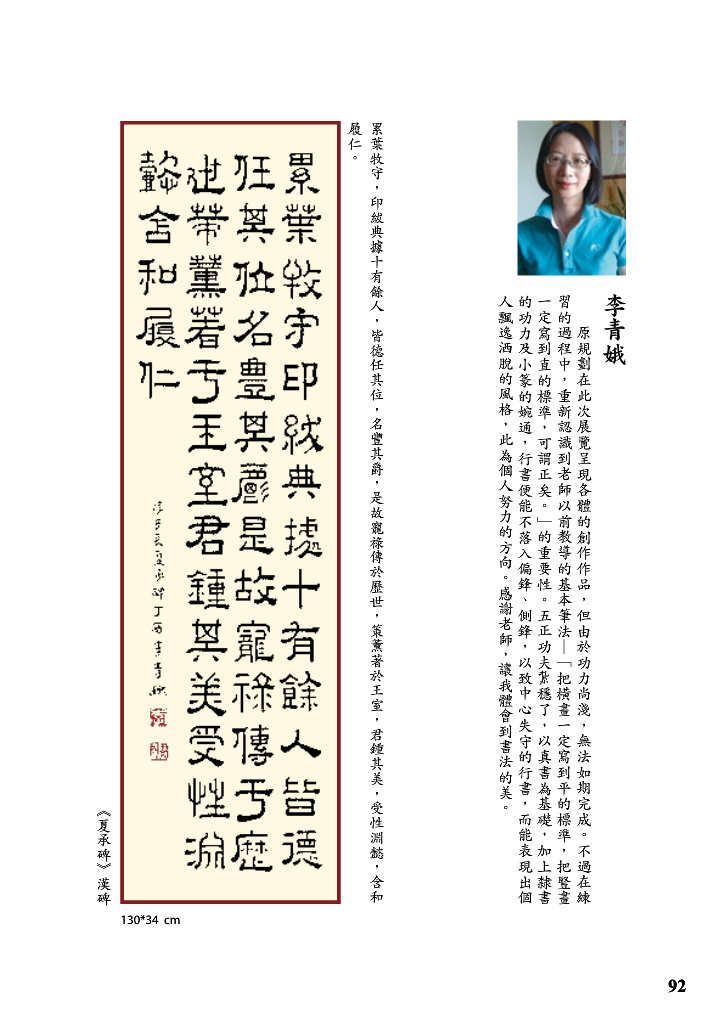 李青娥
原規劃在此次展覽呈現各體的創作作品，但由於功力尚淺，無法如期完成。不過在練
習的過程中，重新認識到老師以前教導的基本筆法—「把橫畫一定寫到平的標準，把豎畫
一定寫到直的標準，可謂正矣。」的重要性。五正功夫紮穩了，以真書為基礎，加上隸書
的功力及小篆的婉通，行書便能不落入偏鋒、側鋒，以致中心失守的行書，而能表現出個
人飄逸洒脫的風格，此為個人努力的方向。感謝老師，讓我體會到書法的美。
累葉牧守，印紱典據十有餘人，皆德任其位，名豐其爵，是故寵祿傳於歷世，策薰著於王室，君鍾其美，受性淵懿，含和
履仁。
累葉牧守印紱典據十有餘人皆德
任其位名豊其爵是故寵祿傳于歷
世策薰著于王室君鍾其美受性淵
懿含和履仁
《夏承碑》漢碑
130*34 cm
92